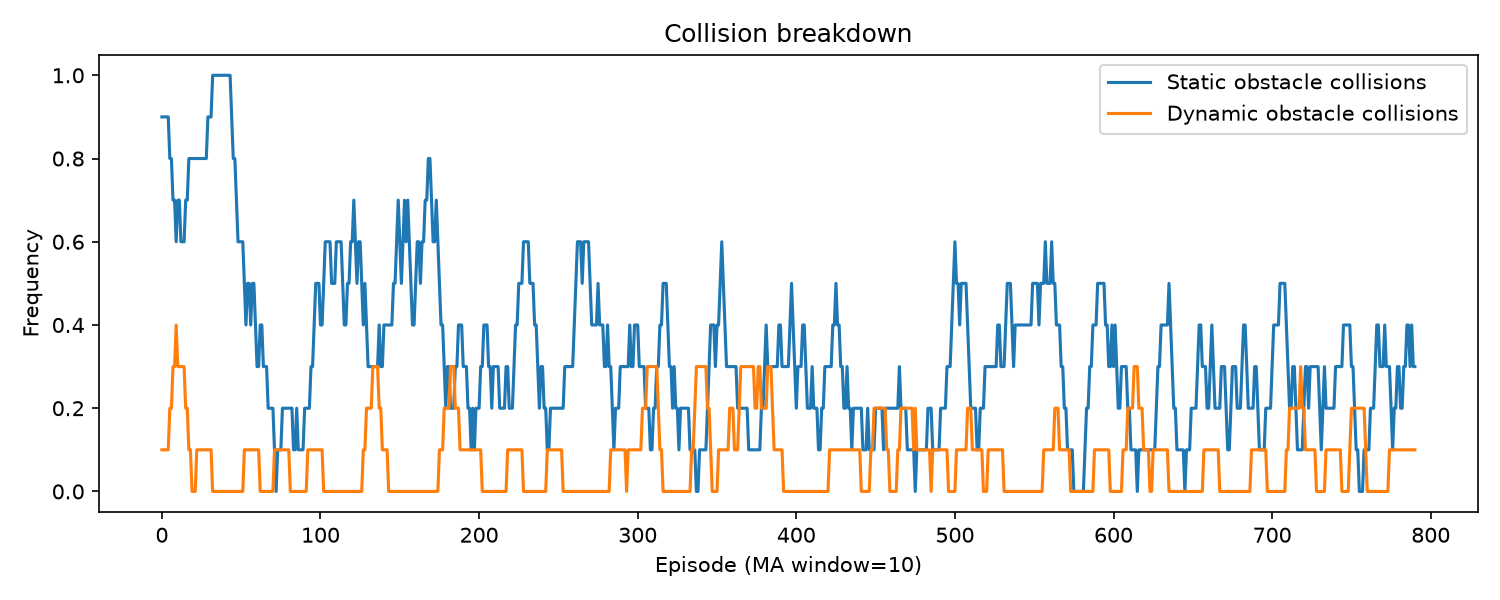 Collision breakdown
Static obstacle collisions
Dynamic obstacle collisions
Frequency
1.0
0.8
0.6
0.4
0.2
0.0
0 100 200 300 400 500 600 700 800
Episode (MA window=10)